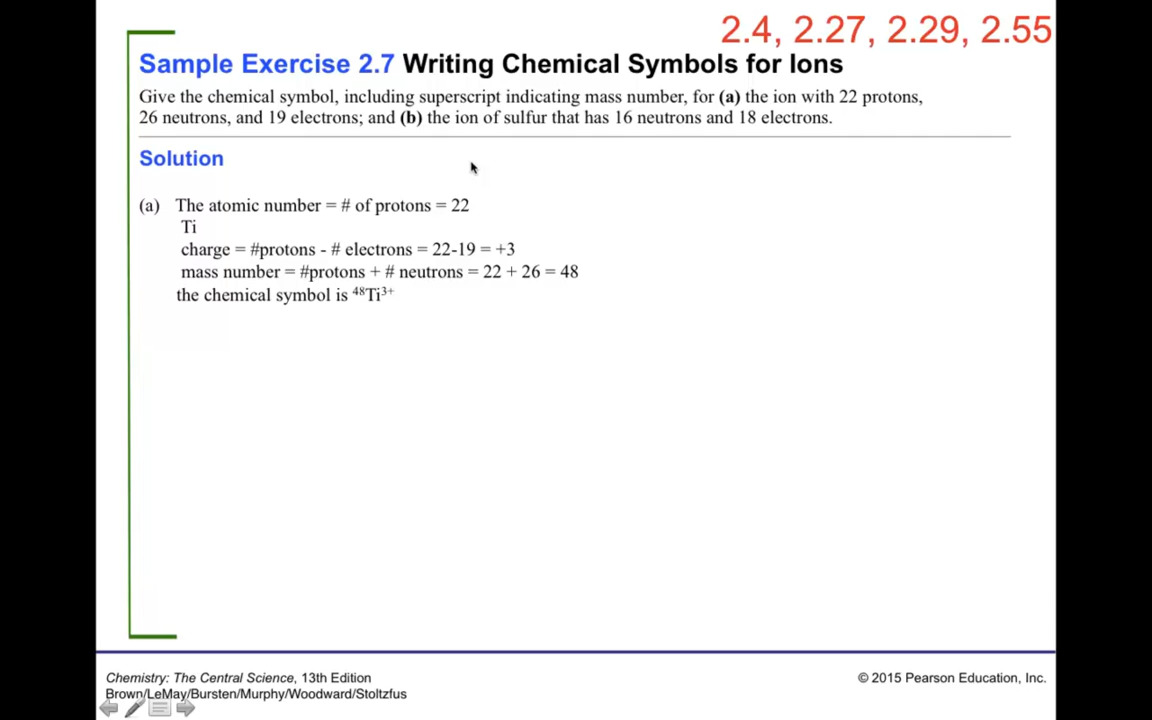 2.4, 2.27, 2.29, 2.55
Sample Exercise 2.7 Writing Chemical Symbols for Ions
Give the chemical symbol, including superscript indicating mass number, for (a) the ion with 22 protons,
26 neutrons, and 19 electrons; and (b) the ion of sulfur that has 16 neutrons and 18 electrons.
Solution
(a) The atomic number = # of protons = 22
Ti
charge = #protons - # electrons = 22-19 = +3
mass number = #protons + # neutrons = 22 + 26 = 48
the chemical symbol is ⁴⁸Ti³⁺
Chemistry: The Central Science, 13th Edition
Brown/LeMay/Bursten/Murphy/Woodward/Stoltzfus
© 2015 Pearson Education, Inc.